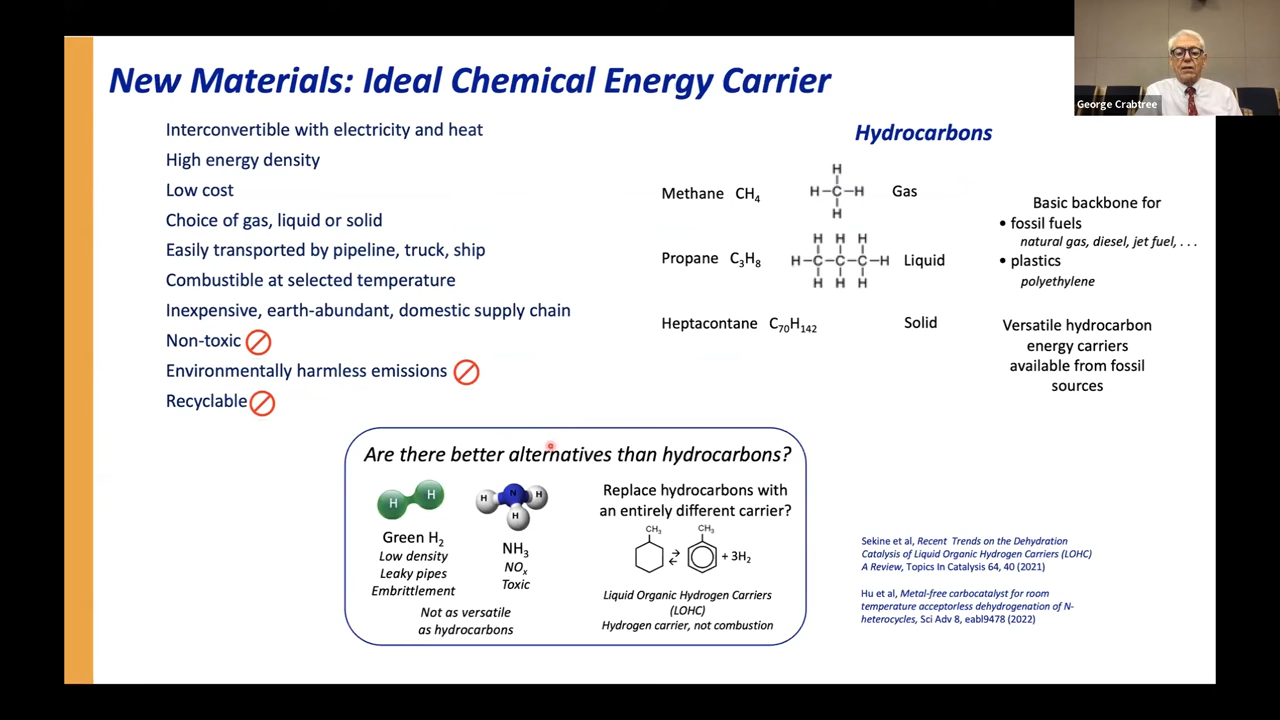 New Materials: Ideal Chemical Energy Carrier
George Crabtree
Interconvertible with electricity and heat
High energy density
Low cost
Choice of gas, liquid or solid
Easily transported by pipeline, truck, ship
Combustible at selected temperature
Inexpensive, earth-abundant, domestic supply chain
Non-toxic
Environmentally harmless emissions
Recyclable
Hydrocarbons
Methane CH4
H
H-C-H
H
Gas
Propane C3H8
H H H
H-C-C-C-H
H H H
Liquid
Heptacontane C70H142
Solid
Basic backbone for
• fossil fuels
natural gas, diesel, jet fuel, . . .
• plastics
polyethylene
Versatile hydrocarbon
energy carriers
available from fossil
sources
Are there better alternatives than hydrocarbons?
H H
Green H2
Low density
Leaky pipes
Embrittlement
H N H
H
NH3
NOx
Toxic
Not as versatile
as hydrocarbons
Replace hydrocarbons with
an entirely different carrier?
CH3 CH3
+ 3H2
Liquid Organic Hydrogen Carriers
(LOHC)
Hydrogen carrier, not combustion
Sekine et al, Recent Trends on the Dehydration
Catalysis of Liquid Organic Hydrogen Carriers (LOHC)
A Review, Topics In Catalysis 64, 40 (2021)
Hu et al, Metal-free carbocatalyst for room
temperature acceptorless dehydrogenation of N-
heterocycles, Sci Adv 8, eabl9478 (2022)